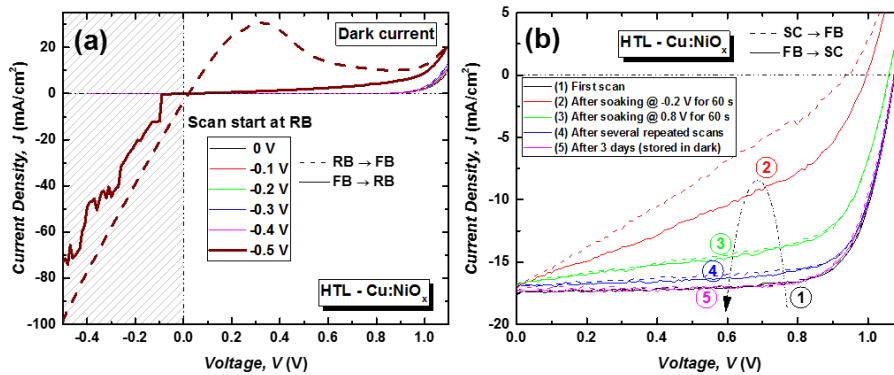 (a)
Dark current
Scan start at RB
0 V
-0.1 V
-0.2 V
-0.3 V
-0.4 V
-0.5 V
RB → FB
FB → RB
HTL - Cu:NiOx
Current Density, J (mA/cm²)
20
0
-20
-40
-60
-80
-100
-0.4 -0.2 0.0 0.2 0.4 0.6 0.8 1.0
Voltage, V (V)
(b)
HTL - Cu:NiOx
SC → FB
FB → SC
(1) First scan
(2) After soaking @ -0.2 V for 60 s
(3) After soaking @ 0.8 V for 60 s
(4) After several repeated scans
(5) After 3 days (stored in dark)
2
3
4
5
1
Current Density, J (mA/cm²)
5
0
-5
-10
-15
-20
0.0 0.2 0.4 0.6 0.8 1.0
Voltage, V (V)